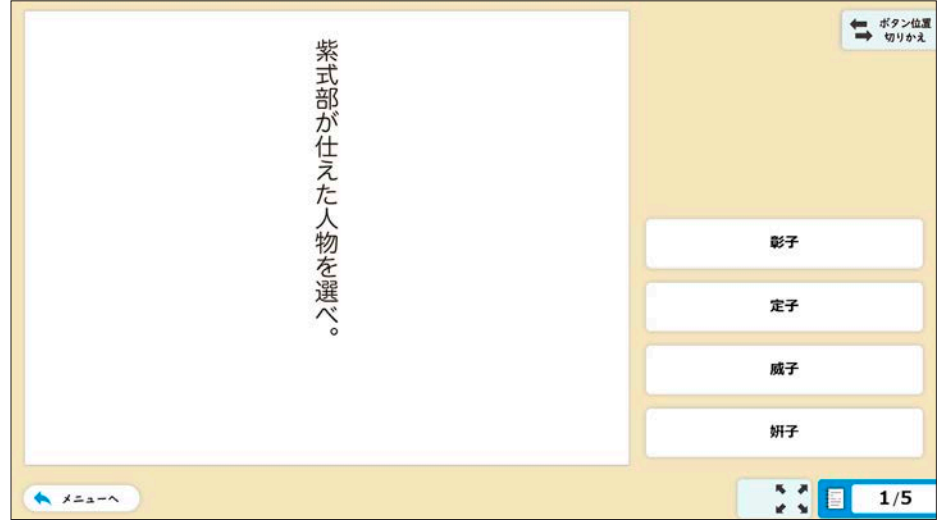 紫式部が仕えた人物を選べ。
ボタン位置
切りかえ
彰子
定子
威子
妍子
メニューへ
1/5